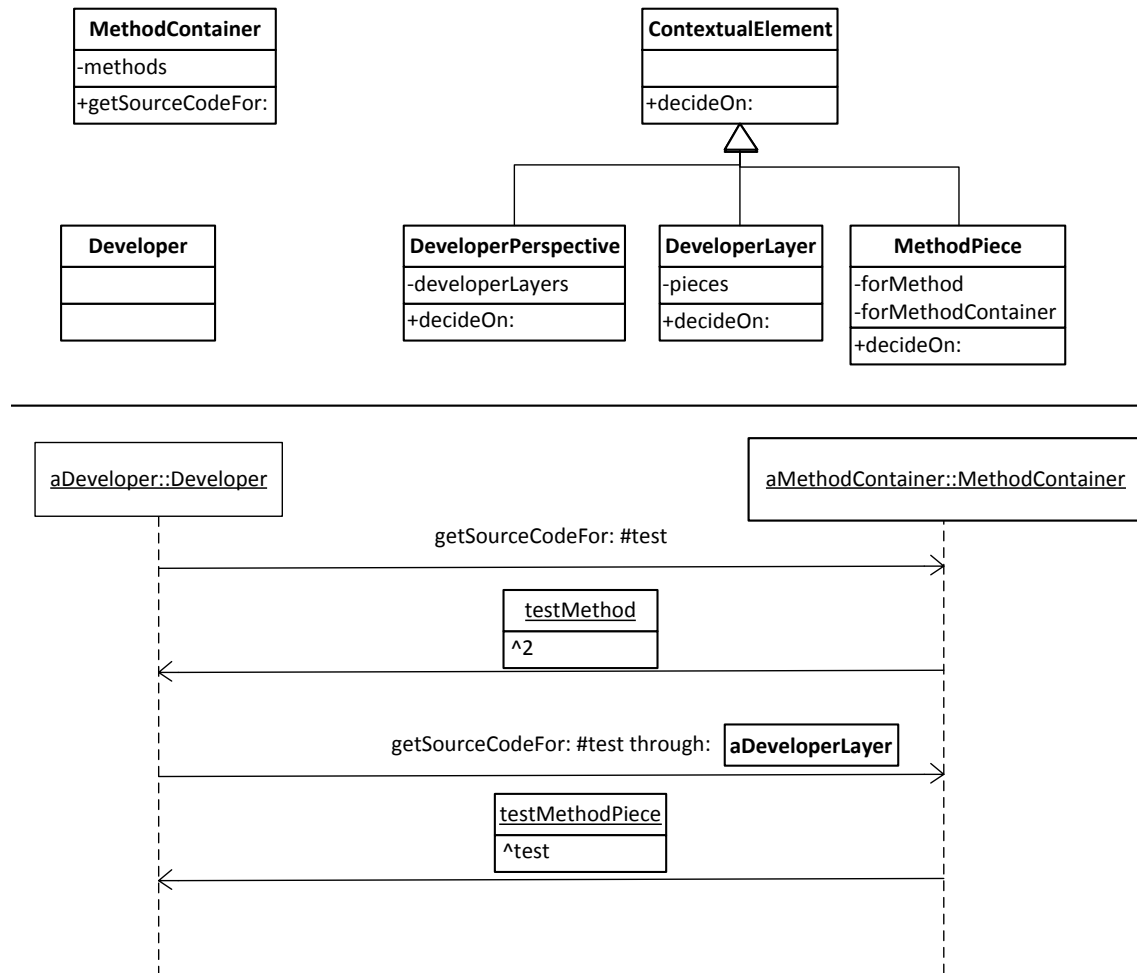 MethodContainer
-methods
+getSourceCodeFor:
ContextualElement
+decideOn:
Developer
DeveloperPerspective
-developerLayers
+decideOn:
DeveloperLayer
-pieces
+decideOn:
MethodPiece
-forMethod
-forMethodContainer
+decideOn:
aDeveloper::Developer
aMethodContainer::MethodContainer
getSourceCodeFor: #test
testMethod
^2
getSourceCodeFor: #test through: aDeveloperLayer
testMethodPiece
^test